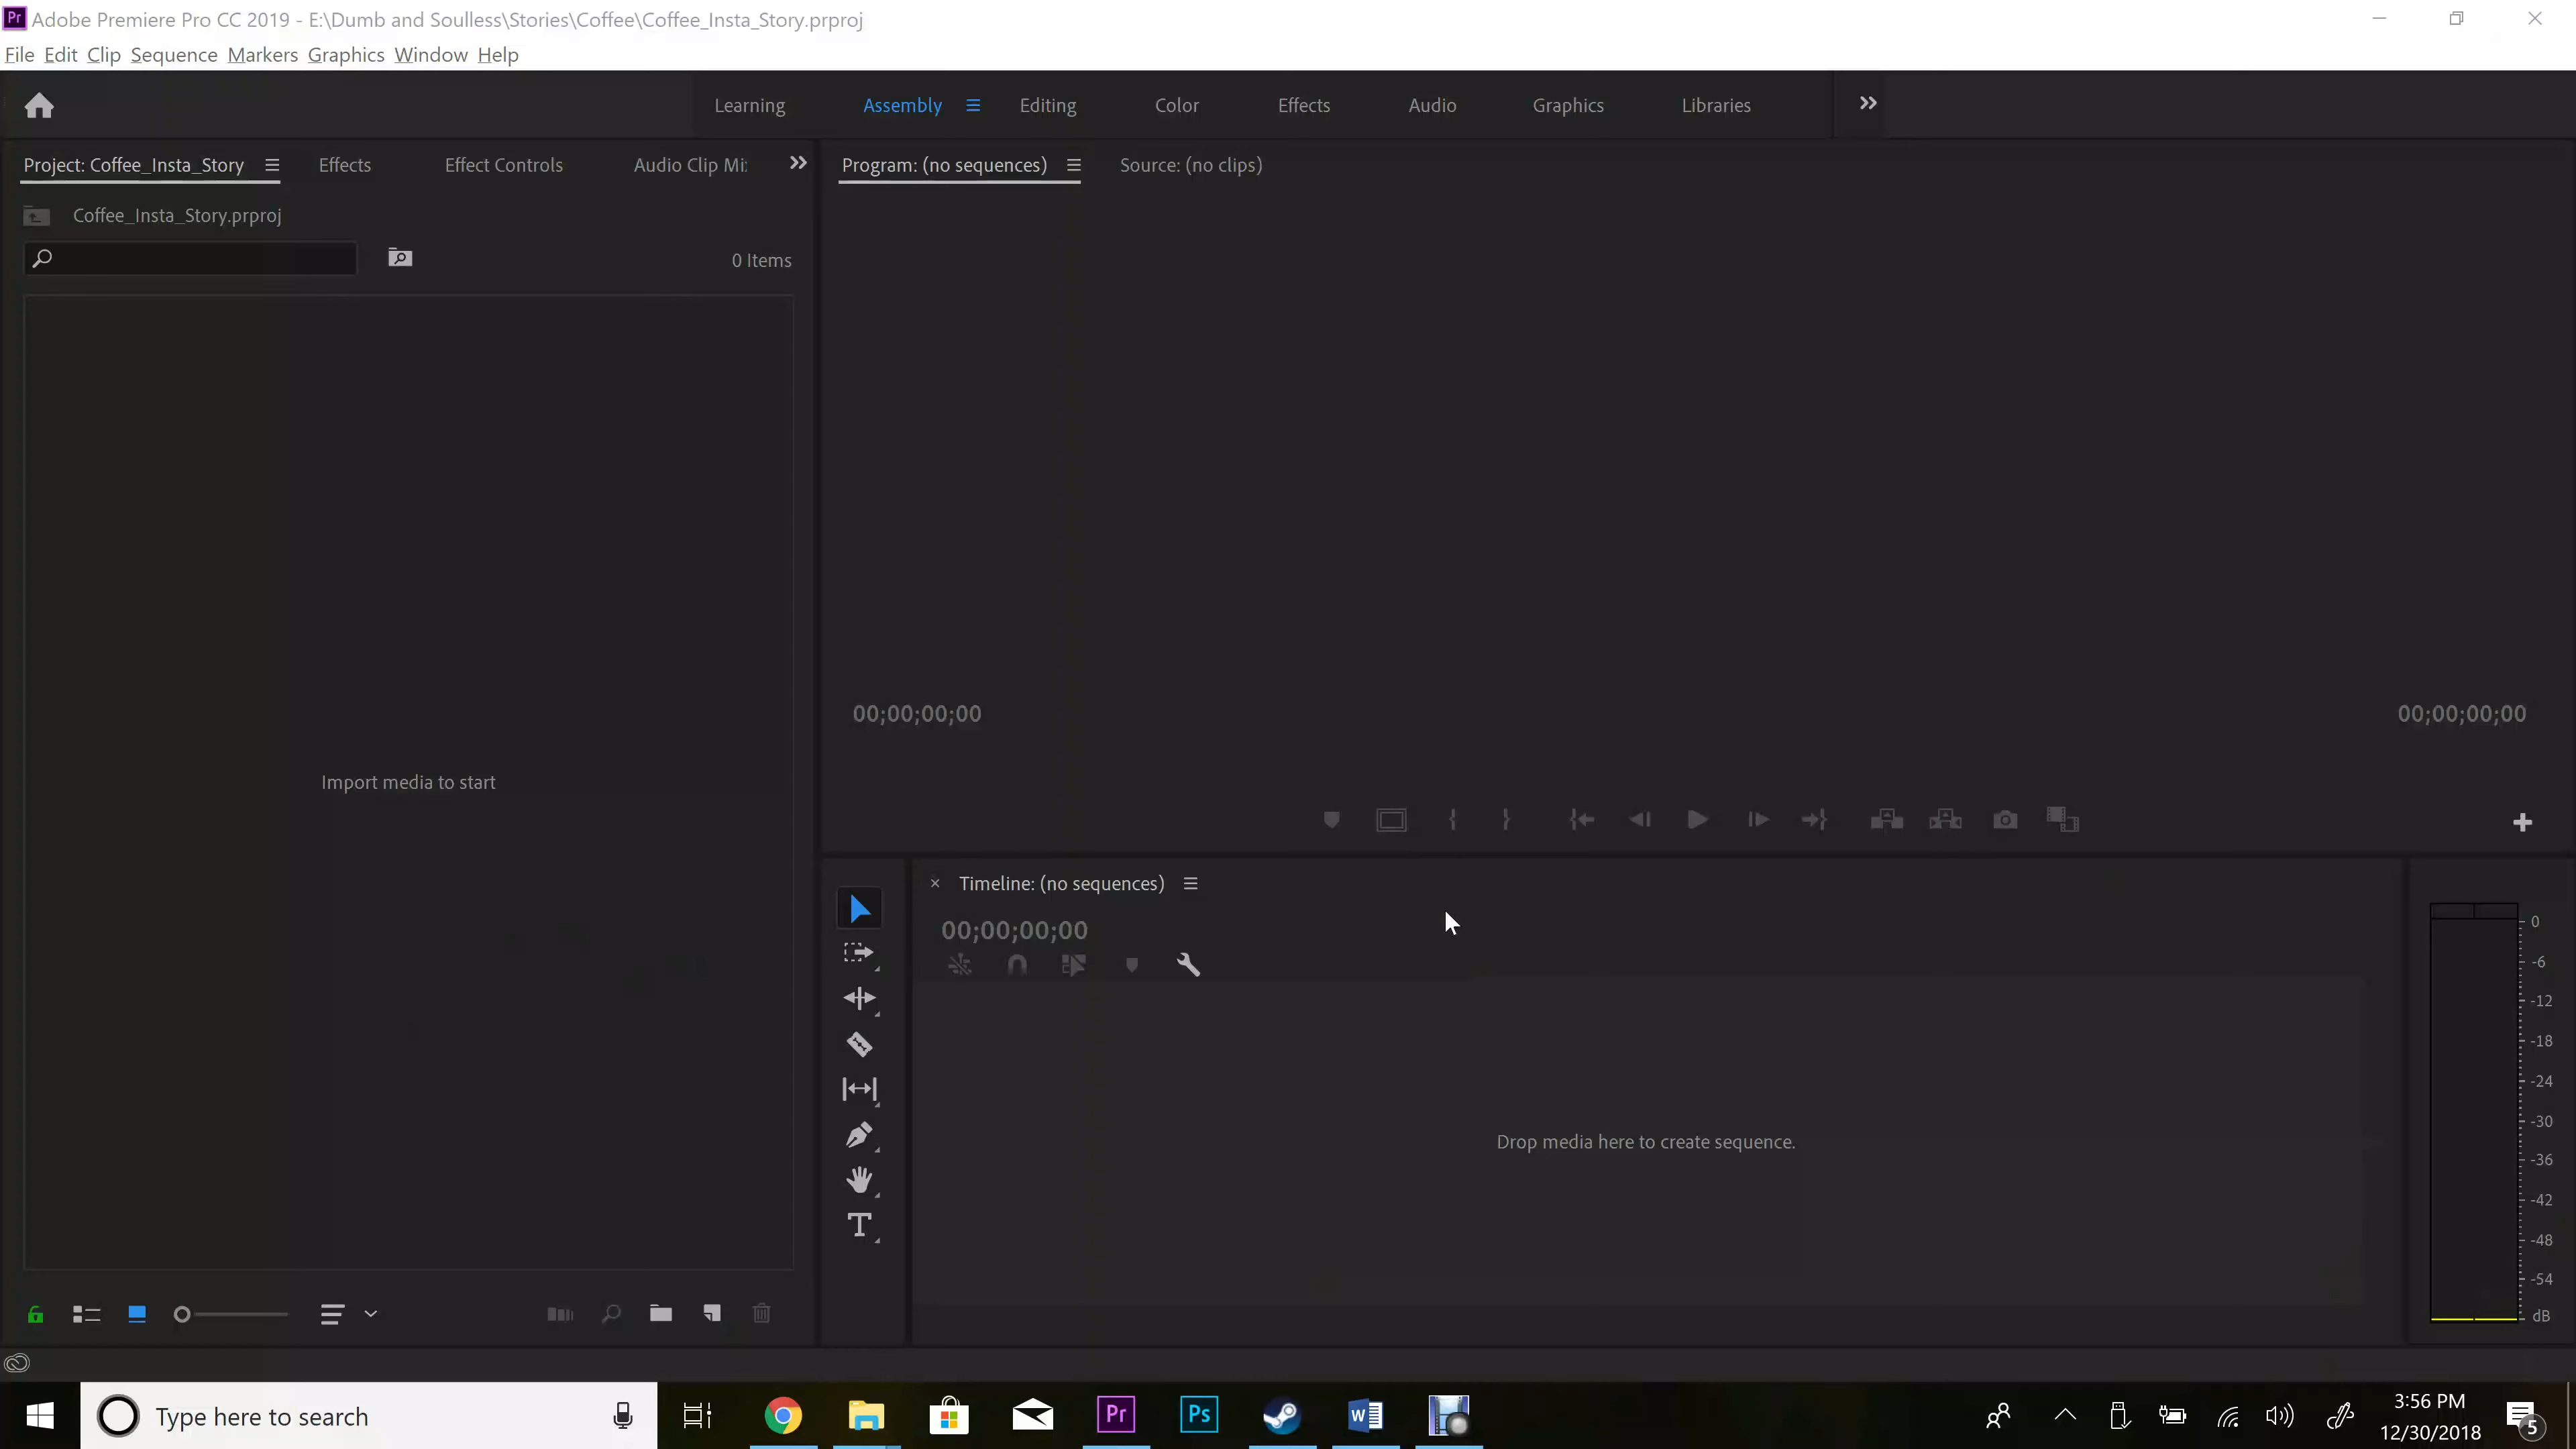 Pr Adobe Premiere Pro CC 2019 - E:\Dumb and Soulless\Stories\Coffee\Coffee_Insta_Story.prproj
File Edit Clip Sequence Markers Graphics Window Help
Learning Assembly Editing Color Effects Audio Graphics Libraries
Project: Coffee_Insta_Story Effects Effect Controls Audio Clip Mi
Program: (no sequences) Source: (no clips)
Coffee_Insta_Story.prproj
0 Items
Import media to start
00;00;00;00 00;00;00;00
Timeline: (no sequences)
00;00;00;00
Drop media here to create sequence.
0
-6
-12
-18
-24
-30
-36
-42
-48
-54
dB
Type here to search
Pr
Ps
W
3:56 PM
12/30/2018
5